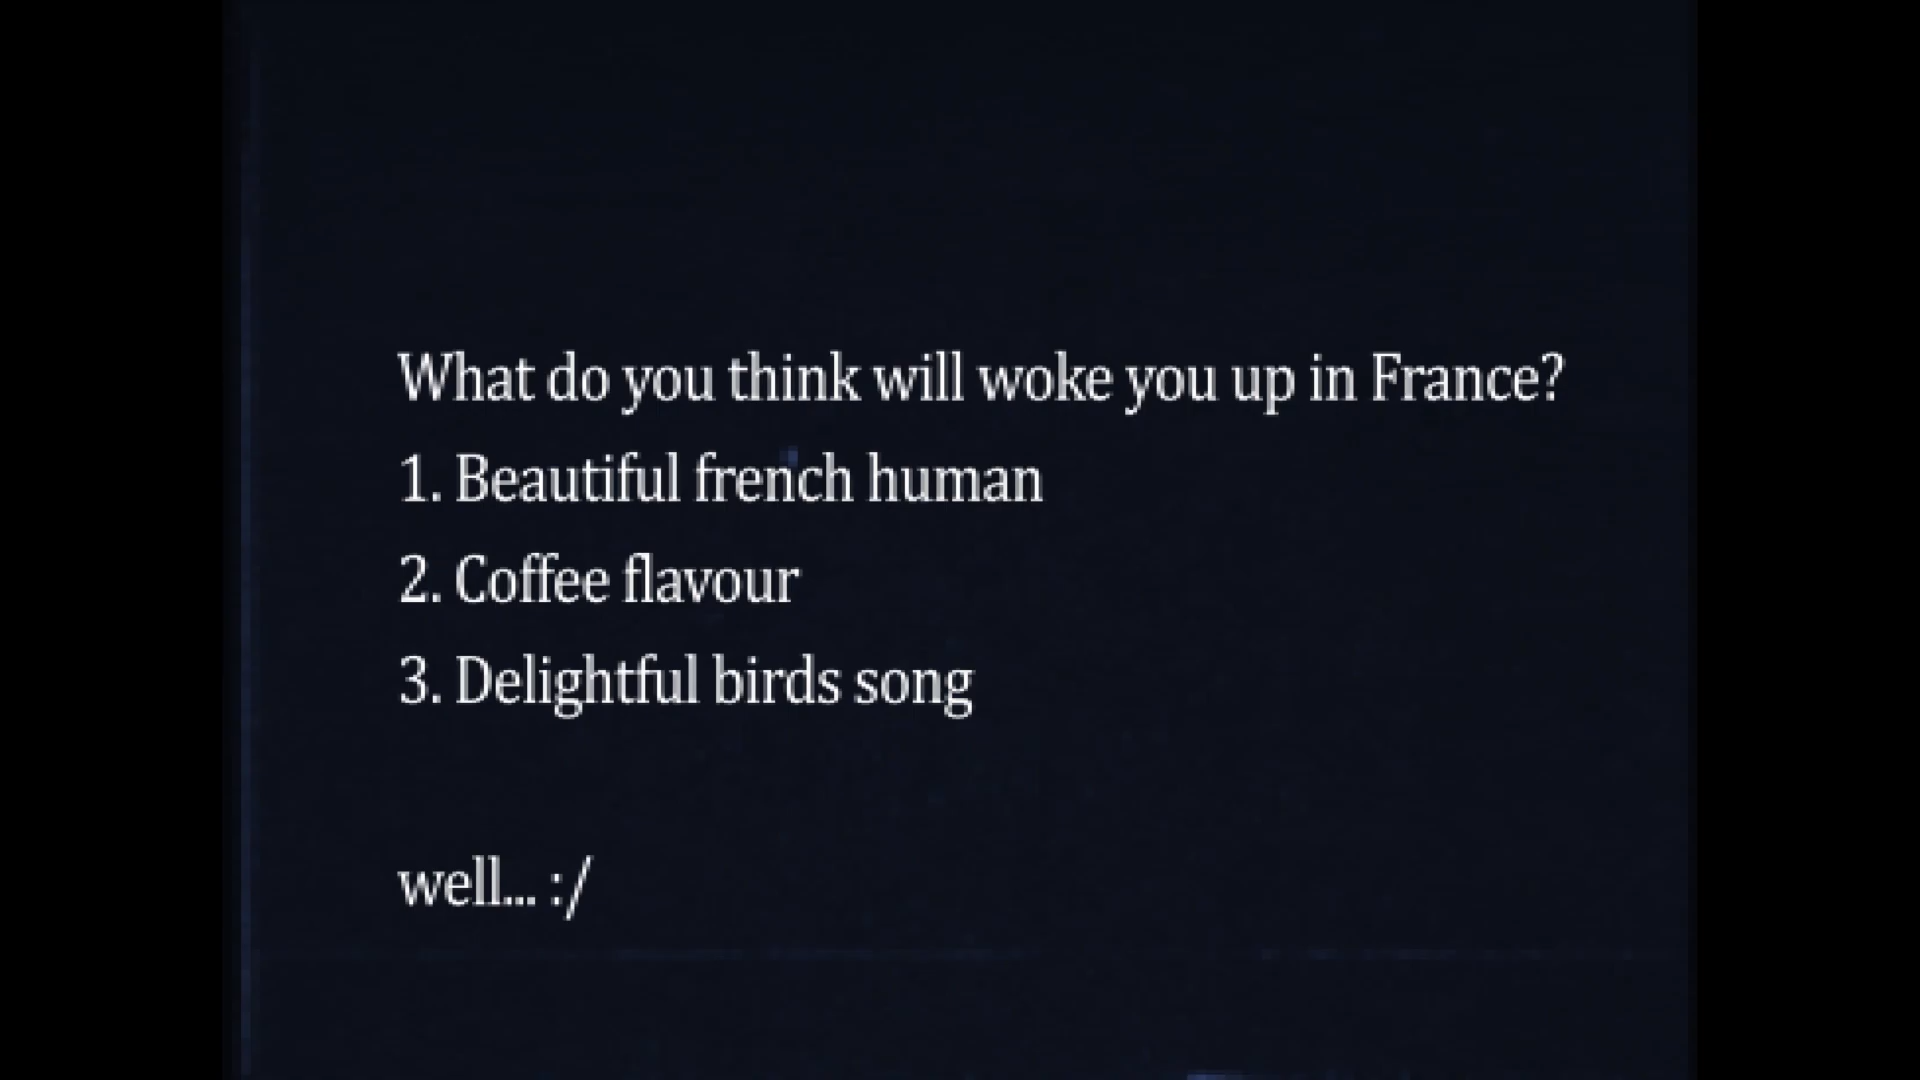 What do you think will woke you up in France?
1. Beautiful french human
2. Coffee flavour
3. Delightful birds song
well... :/